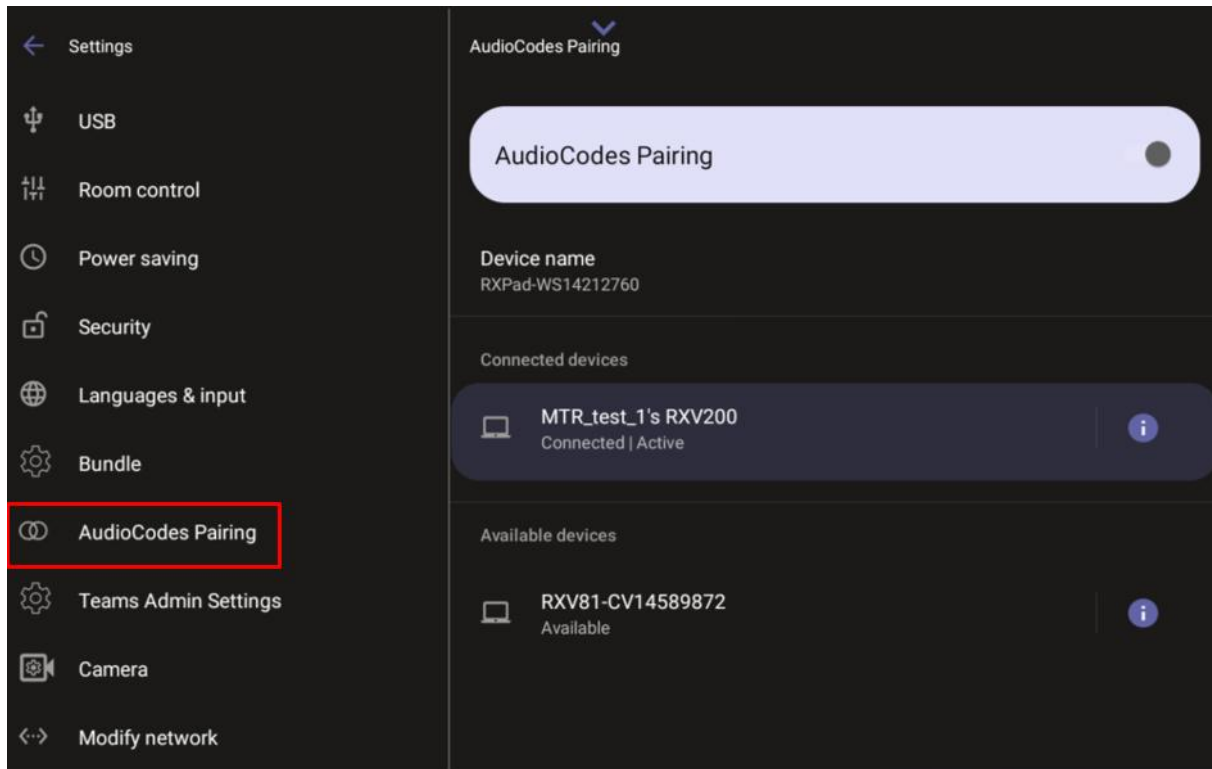 Settings
USB
Room control
Power saving
Security
Languages & input
Bundle
AudioCodes Pairing
Teams Admin Settings
Camera
Modify network
AudioCodes Pairing
AudioCodes Pairing
Device name
RXPad-WS14212760
Connected devices
MTR_test_1's RXV200
Connected | Active
Available devices
RXV81-CV14589872
Available